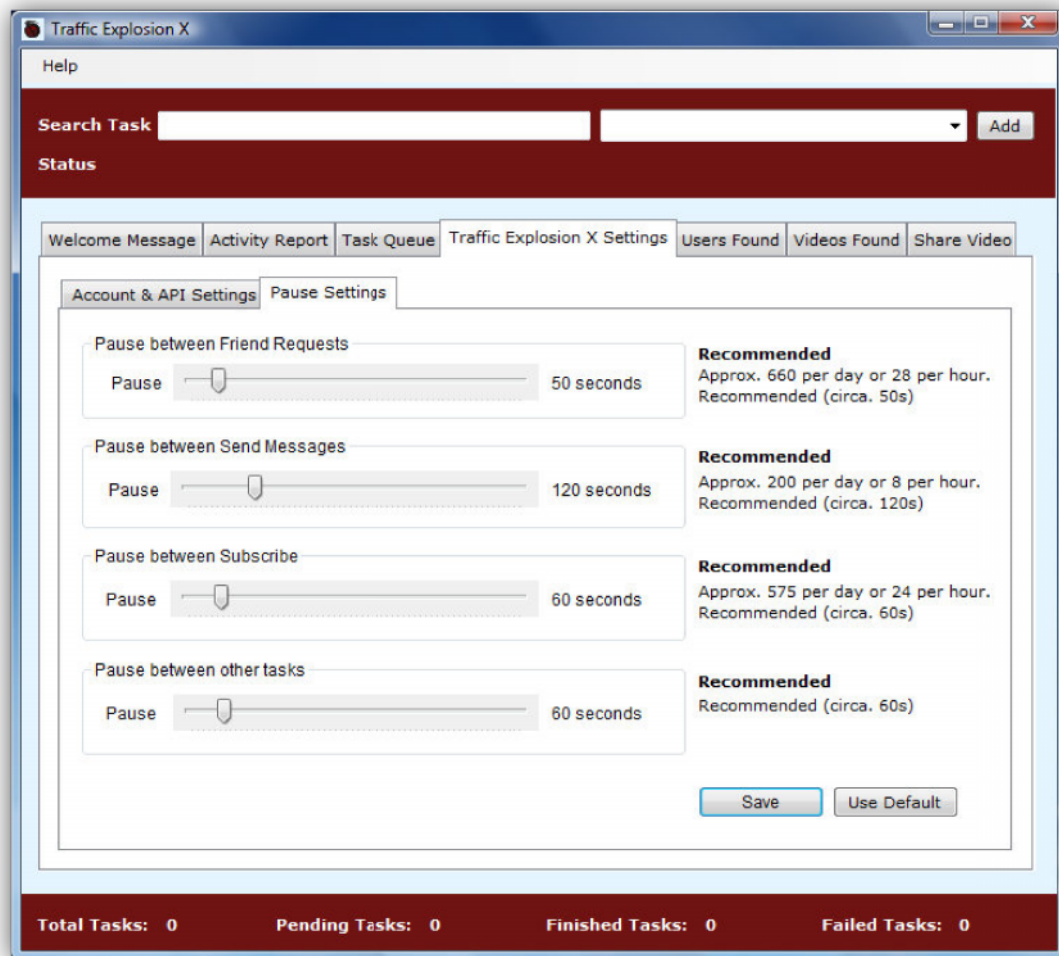 Traffic Explosion X
Help
Search Task
Add
Status
Welcome Message
Activity Report
Task Queue
Traffic Explosion X Settings
Users Found
Videos Found
Share Video
Account & API Settings
Pause Settings
Pause between Friend Requests
Pause
50 seconds
Recommended
Approx. 660 per day or 28 per hour.
Recommended (circa. 50s)
Pause between Send Messages
Pause
120 seconds
Recommended
Approx. 200 per day or 8 per hour.
Recommended (circa. 120s)
Pause between Subscribe
Pause
60 seconds
Recommended
Approx. 575 per day or 24 per hour.
Recommended (circa. 60s)
Pause between other tasks
Pause
60 seconds
Recommended
Recommended (circa. 60s)
Save
Use Default
Total Tasks: 0
Pending Tasks: 0
Finished Tasks: 0
Failed Tasks: 0